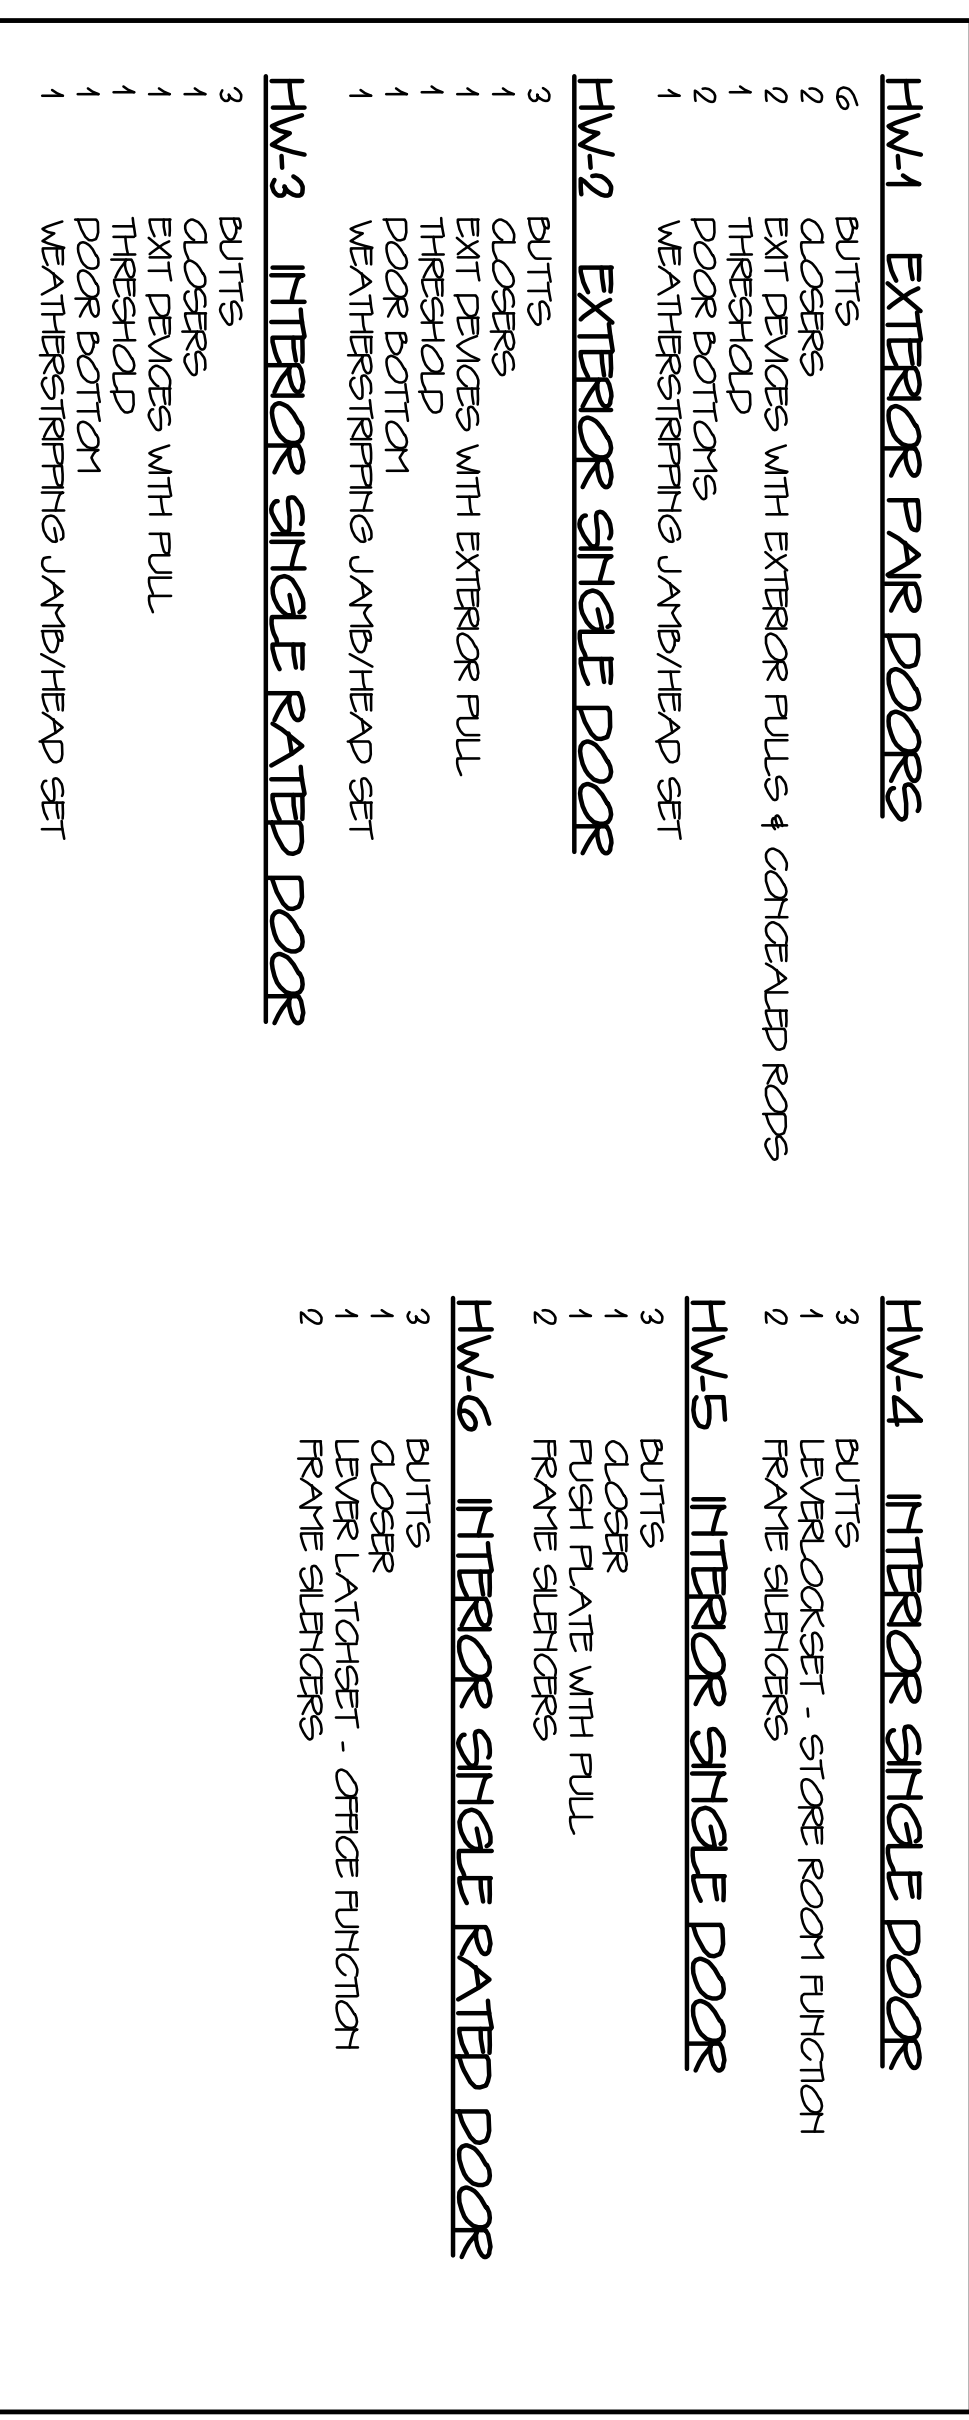 HW-1 EXTERIOR PAIR DOORS
6 BUTTS
2 CLOSERS
2 EXIT DEVICES WITH EXTERIOR PULLS & CONCEALED RODS
1 THRESHOLD
2 DOOR BOTTOMS
1 WEATHERSTRIPPING JAMB/HEAD SET
HW-2 EXTERIOR SINGLE DOOR
3 BUTTS
1 CLOSERS
1 EXIT DEVICES WITH EXTERIOR PULL
1 THRESHOLD
1 DOOR BOTTOM
1 WEATHERSTRIPPING JAMB/HEAD SET
HW-3 INTERIOR SINGLE RATED DOOR
3 BUTTS
1 CLOSERS
1 EXIT DEVICES WITH PULL
1 THRESHOLD
1 DOOR BOTTOM
1 WEATHERSTRIPPING JAMB/HEAD SET
HW-4 INTERIOR SINGLE DOOR
3 BUTTS
1 LEVERLOCKSET - STORE ROOM FUNCTION
2 FRAME SILENCERS
HW-5 INTERIOR SINGLE DOOR
3 BUTTS
1 CLOSER
1 PUSH PLATE WITH PULL
2 FRAME SILENCERS
HW-6 INTERIOR SINGLE RATED DOOR
3 BUTTS
1 CLOSER
1 LEVER LATCHSET - OFFICE FUNCTION
2 FRAME SILENCERS